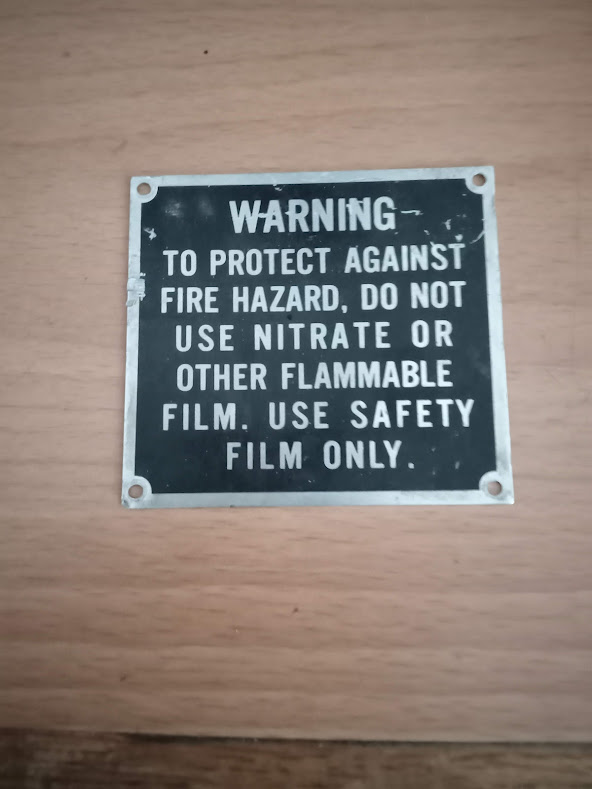 WARNING
TO PROTECT AGAINST
FIRE HAZARD, DO NOT
USE NITRATE OR
OTHER FLAMMABLE
FILM. USE SAFETY
FILM ONLY.